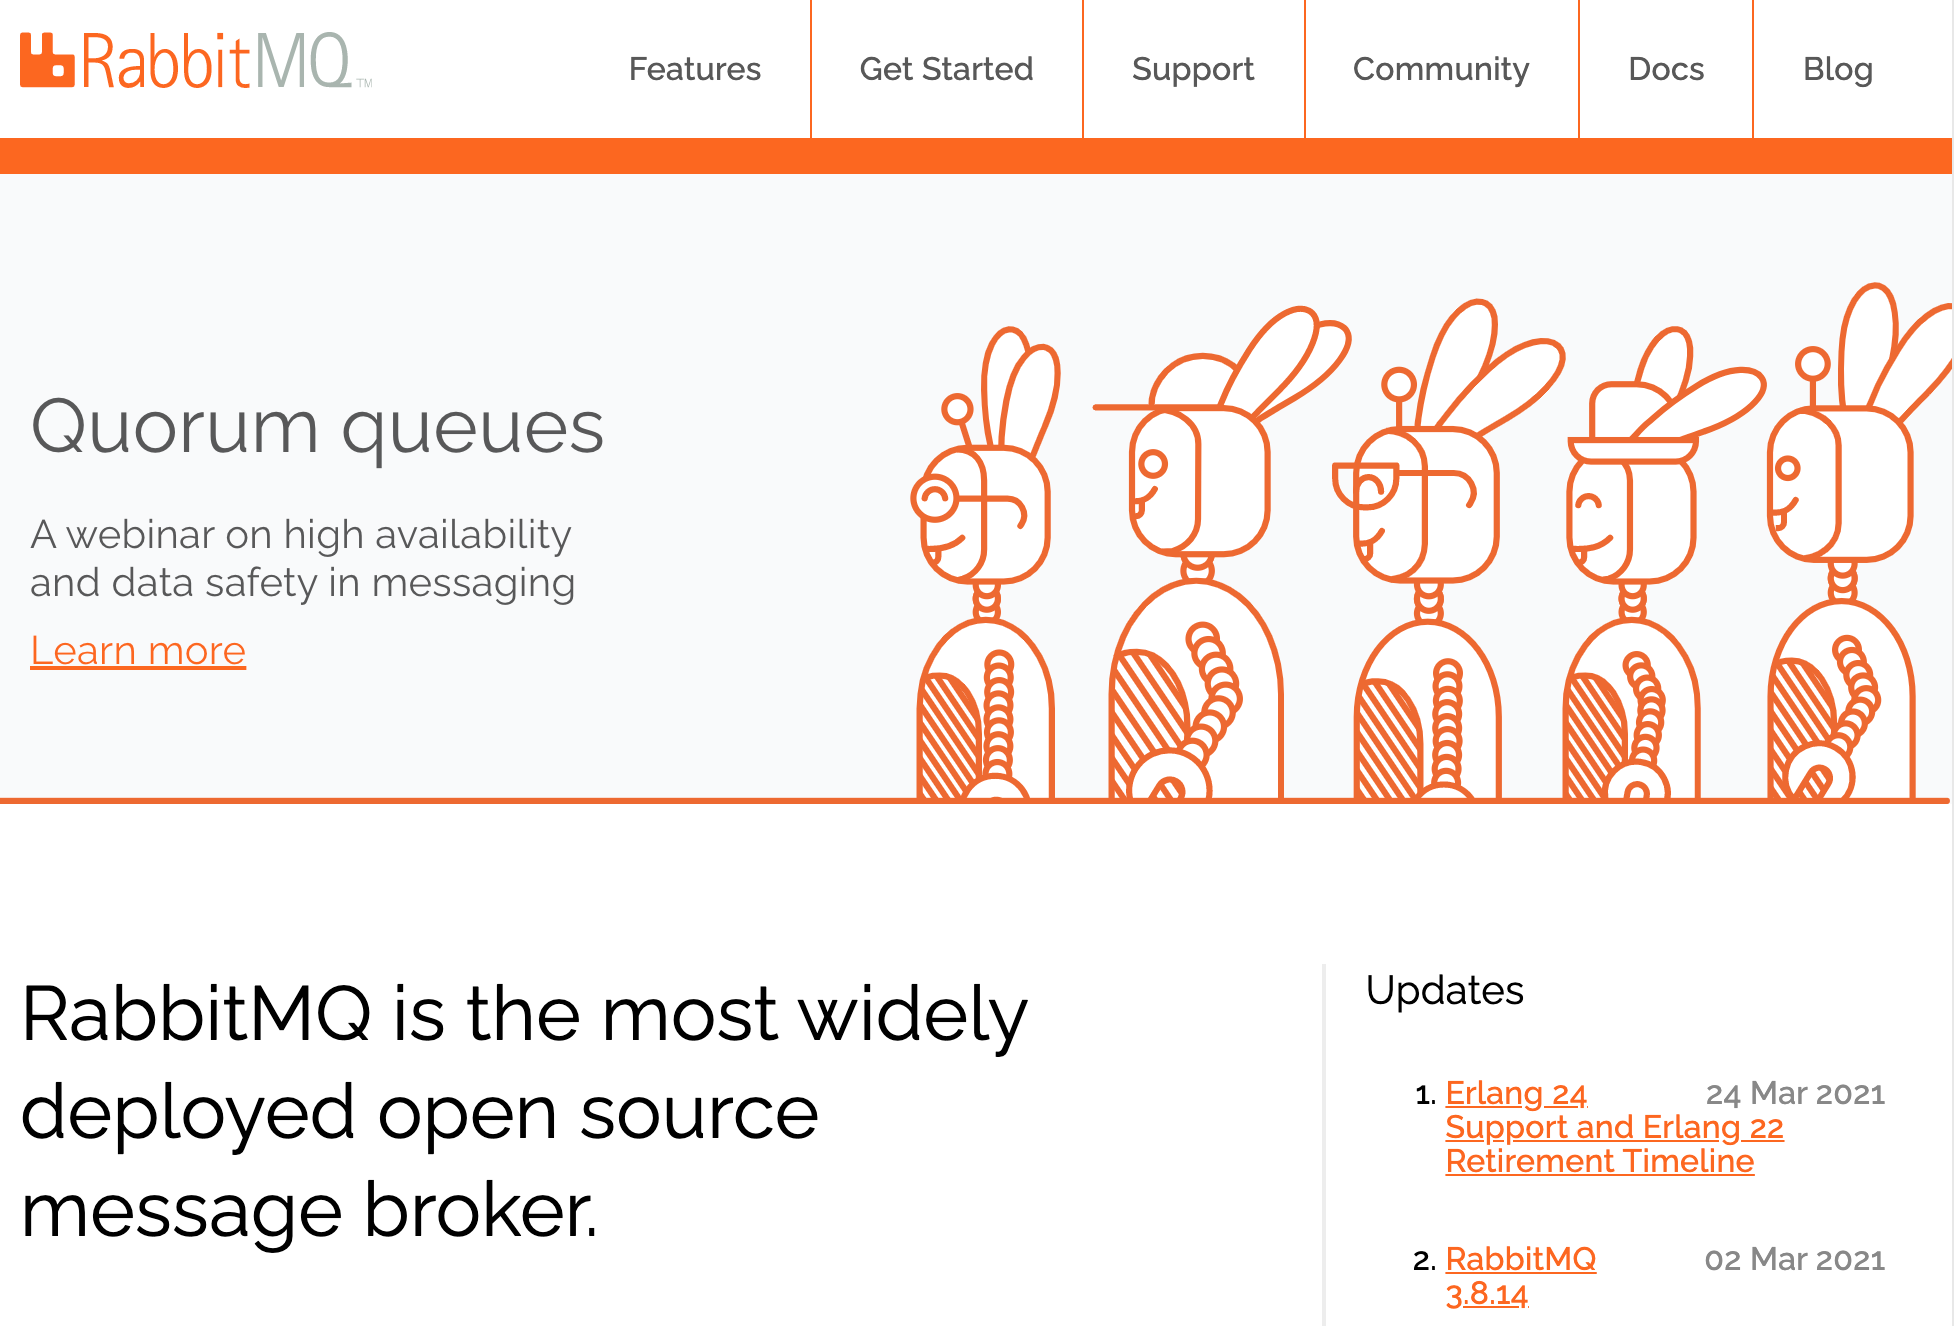 RabbitMQ™
Features
Get Started
Support
Community
Docs
Blog
Quorum queues
A webinar on high availability
and data safety in messaging
Learn more
RabbitMQ is the most widely
deployed open source
message broker.
Updates
1. Erlang 24 24 Mar 2021
Support and Erlang 22
Retirement Timeline
2. RabbitMQ 02 Mar 2021
3.8.14